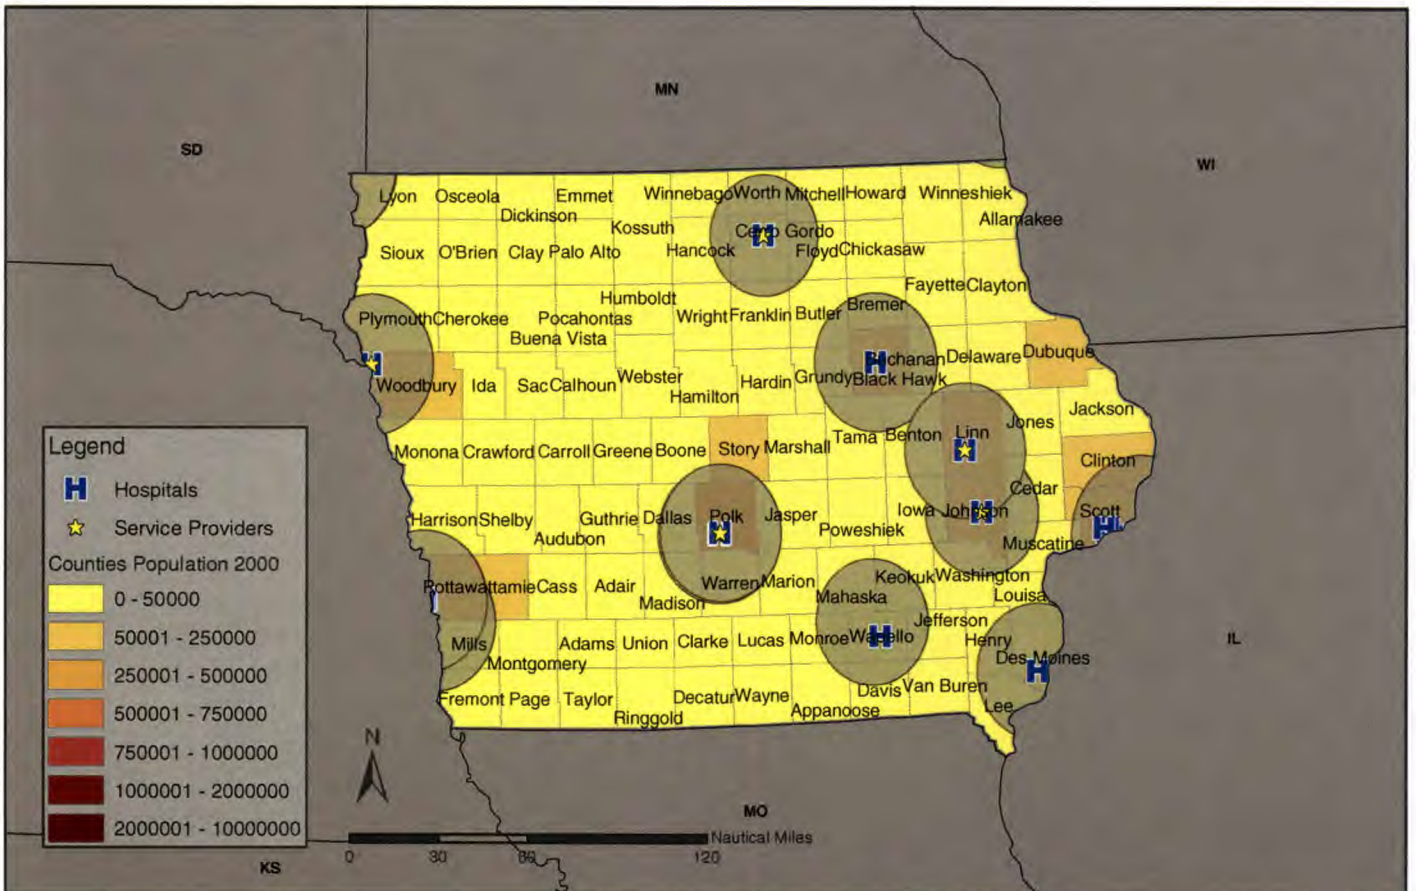 MN
SD
WI
Lyon Osceola Emmet Winnebago Worth Mitchell Howard Winneshiek
Dickinson Allamakee
Kossuth Cerro Gordo
Sioux O'Brien Clay Palo Alto Hancock Floyd Chickasaw
Fayette Clayton
Humboldt Bremer
Plymouth Cherokee Pocahontas Wright Franklin Butler
Buena Vista
Buchanan Delaware Dubuque
Woodbury Ida Sac Calhoun Webster Hardin Grundy Black Hawk
Hamilton
Jones Jackson
Tama Benton Linn
Monona Crawford Carroll Greene Boone Story Marshall Clinton
Cedar
Harrison Shelby Guthrie Dallas Polk Jasper Iowa Johnson Scott
Audubon Poweshiek Muscatine
Pottawattamie Cass Adair Warren Marion Keokuk Washington
Madison Mahaska Louisa
Jefferson
Mills Adams Union Clarke Lucas Monroe Wapello Henry
Montgomery Des Moines
Fremont Page Taylor Decatur Wayne Davis Van Buren
Ringgold Appanoose Lee
IL
MO
KS
Legend
H Hospitals
Service Providers
Counties Population 2000
0 - 50000
50001 - 250000
250001 - 500000
500001 - 750000
750001 - 1000000
1000001 - 2000000
2000001 - 10000000
N
Nautical Miles
0 30 60 120